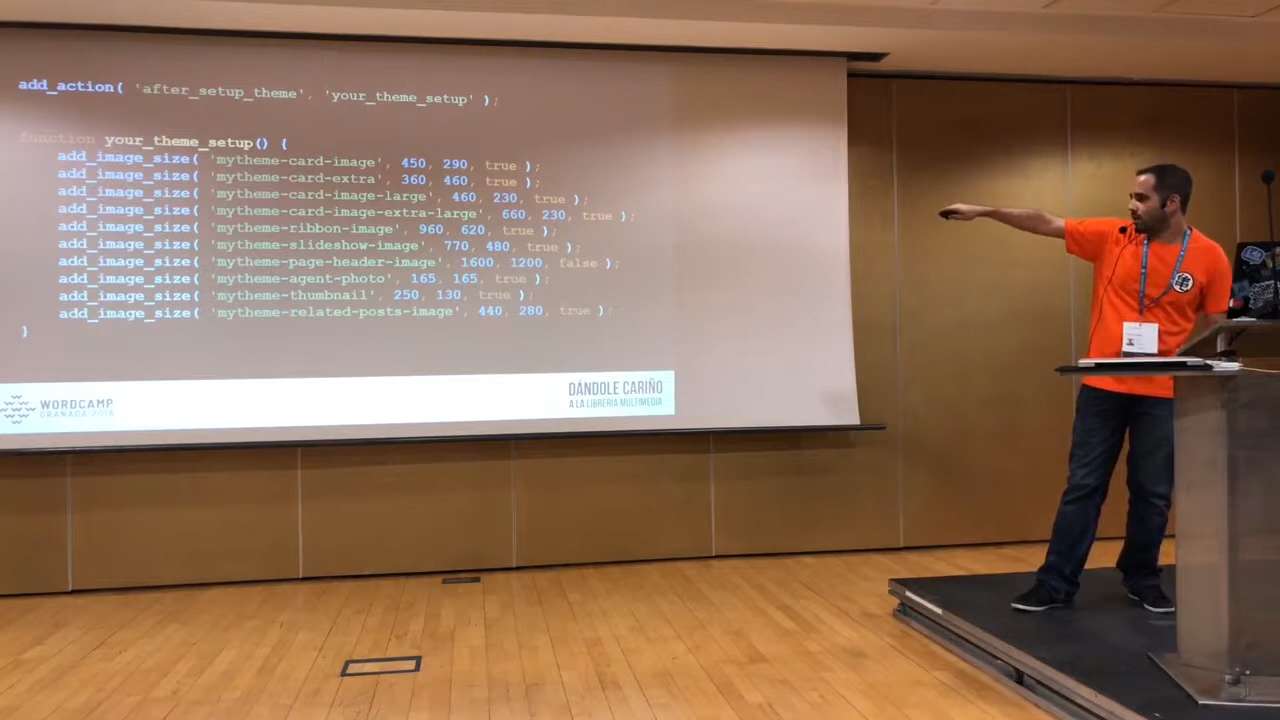 add_action( 'after_setup_theme', 'your_theme_setup' );
function your_theme_setup() {
add_image_size( 'mytheme-card-image', 450, 290, true );
add_image_size( 'mytheme-card-extra', 360, 460, true );
add_image_size( 'mytheme-card-image-large', 460, 230, true );
add_image_size( 'mytheme-card-image-extra-large', 660, 230, true );
add_image_size( 'mytheme-ribbon-image', 960, 620, true );
add_image_size( 'mytheme-slideshow-image', 770, 480, true );
add_image_size( 'mytheme-page-header-image', 1600, 1200, false );
add_image_size( 'mytheme-agent-photo', 165, 165, true );
add_image_size( 'mytheme-thumbnail', 250, 130, true );
add_image_size( 'mytheme-related-posts-image', 440, 280, true );
}
WORDCAMP
GRANADA 2016
DÁNDOLE CARIÑO
A LA LIBRERÍA MULTIMEDIA
亀